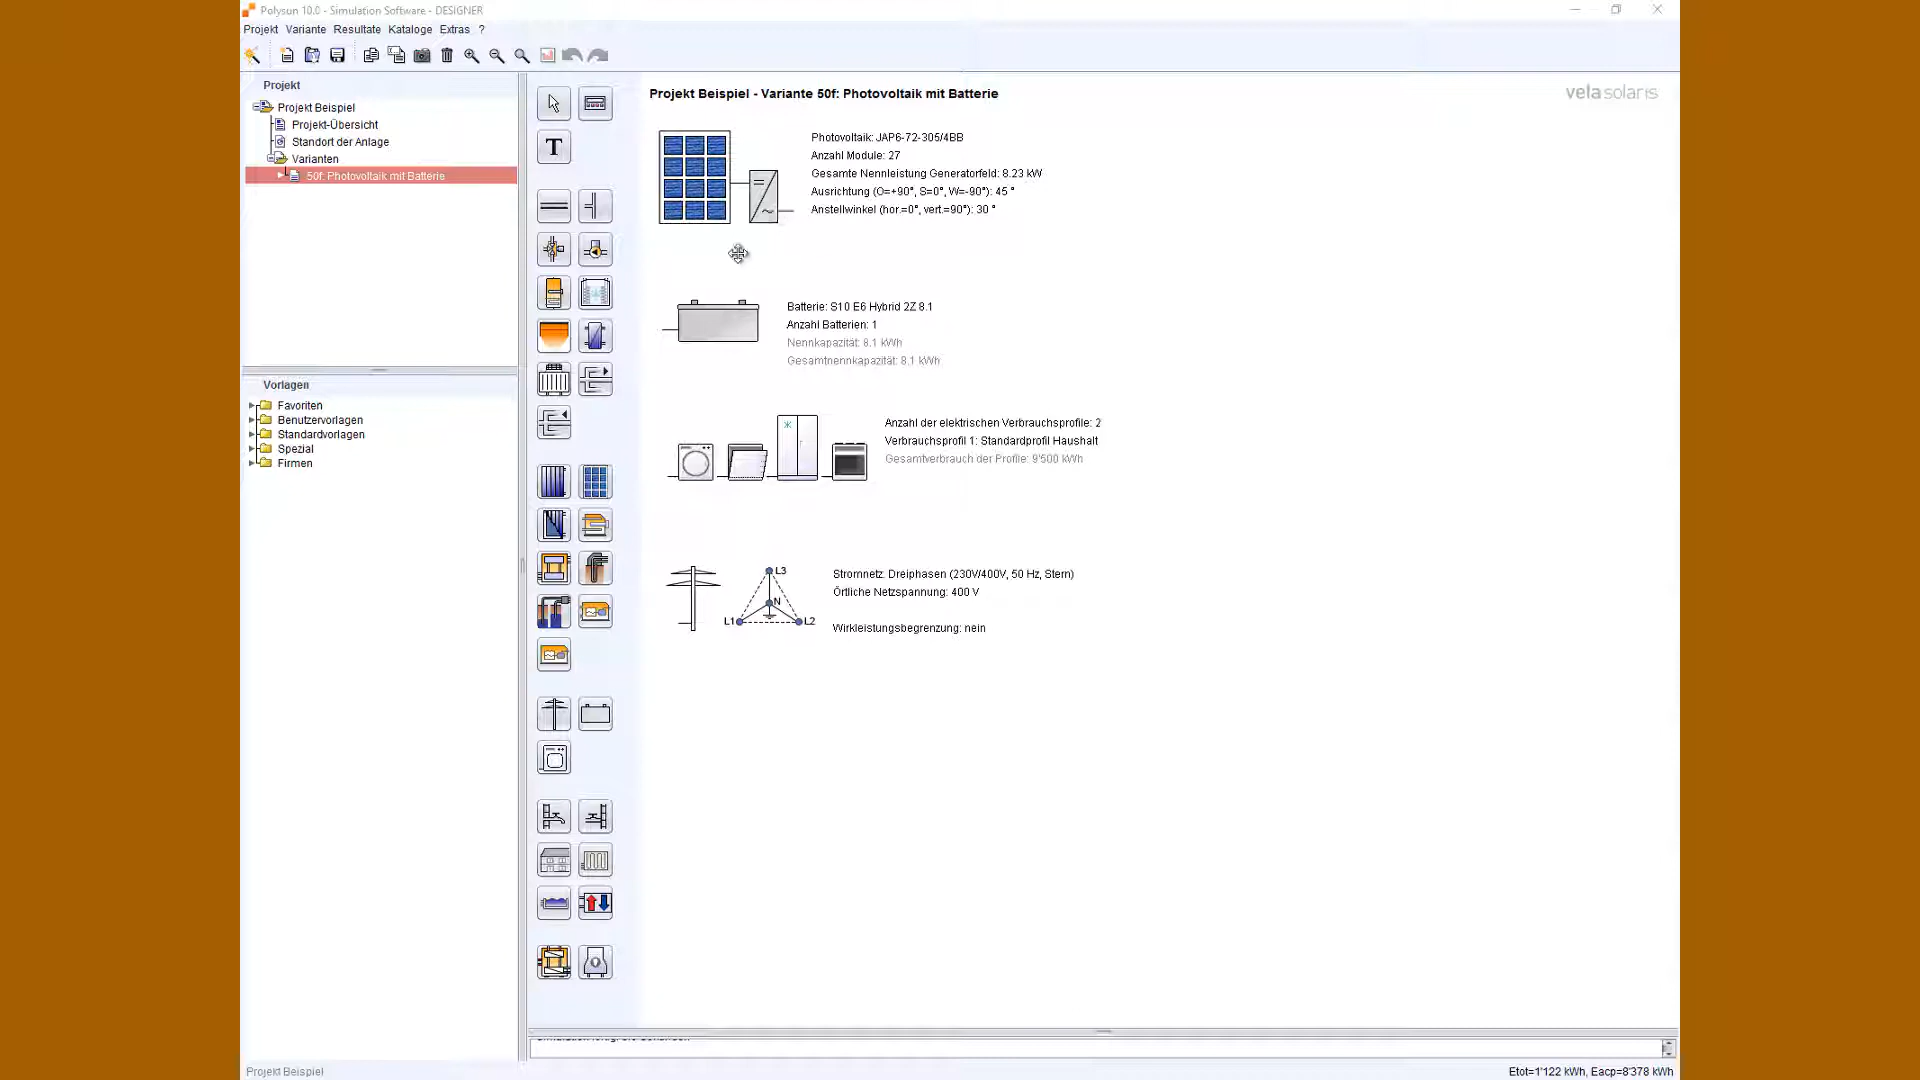 Polysun 10.0 - Simulation Software - DESIGNER
Projekt Variante Resultate Kataloge Extras ?
Projekt
Projekt Beispiel
Projekt-Übersicht
Standort der Anlage
Varianten
50f: Photovoltaik mit Batterie
Vorlagen
Favoriten
Benutzervorlagen
Standardvorlagen
Spezial
Firmen
T
Projekt Beispiel - Variante 50f: Photovoltaik mit Batterie
velasolaris
Photovoltaik: JAP6-72-305/4BB
Anzahl Module: 27
Gesamte Nennleistung Generatorfeld: 8.23 kW
Ausrichtung (O=+90°, S=0°, W=-90°): 45 °
Anstellwinkel (hor.=0°, vert.=90°): 30 °
Batterie: S10 E6 Hybrid 2Z 8.1
Anzahl Batterien: 1
Nennkapazität: 8.1 kWh
Gesamtnennkapazität: 8.1 kWh
Anzahl der elektrischen Verbrauchsprofile: 2
Verbrauchsprofil 1: Standardprofil Haushalt
Gesamtverbrauch der Profile: 9'500 kWh
L3
N
L1
L2
Stromnetz: Dreiphasen (230V/400V, 50 Hz, Stern)
Örtliche Netzspannung: 400 V
Wirkleistungsbegrenzung: nein
Projekt Beispiel
Etot=1'122 kWh, Eacp=8'378 kWh